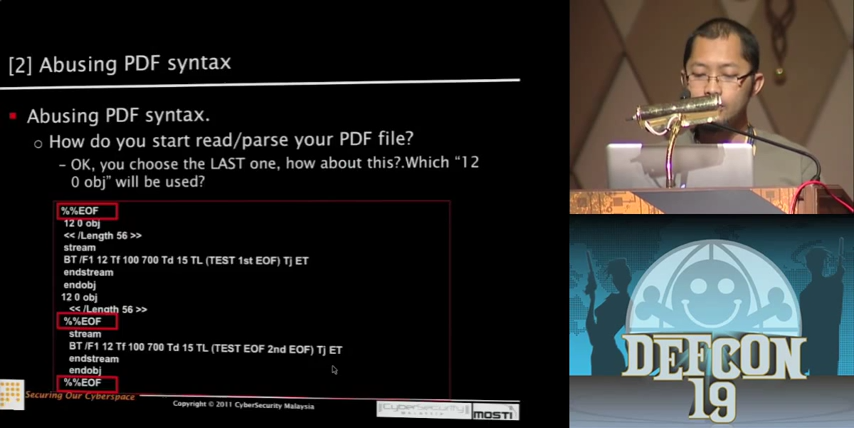 [2] Abusing PDF syntax
Abusing PDF syntax.
How do you start read/parse your PDF file?
– OK, you choose the LAST one, how about this?.Which “12
0 obj” will be used?
%%EOF
12 0 obj
<< /Length 56 >>
stream
BT /F1 12 Tf 100 700 Td 15 TL (TEST 1st EOF) Tj ET
endstream
endobj
12 0 obj
<< /Length 56 >>
%%EOF
stream
BT /F1 12 Tf 100 700 Td 15 TL (TEST EOF 2nd EOF) Tj ET
endstream
endobj
%%EOF
Securing Our Cyberspace
Copyright © 2011 CyberSecurity Malaysia
CyberSecurity
MALAYSIA
MOSTI
DEFCON
19